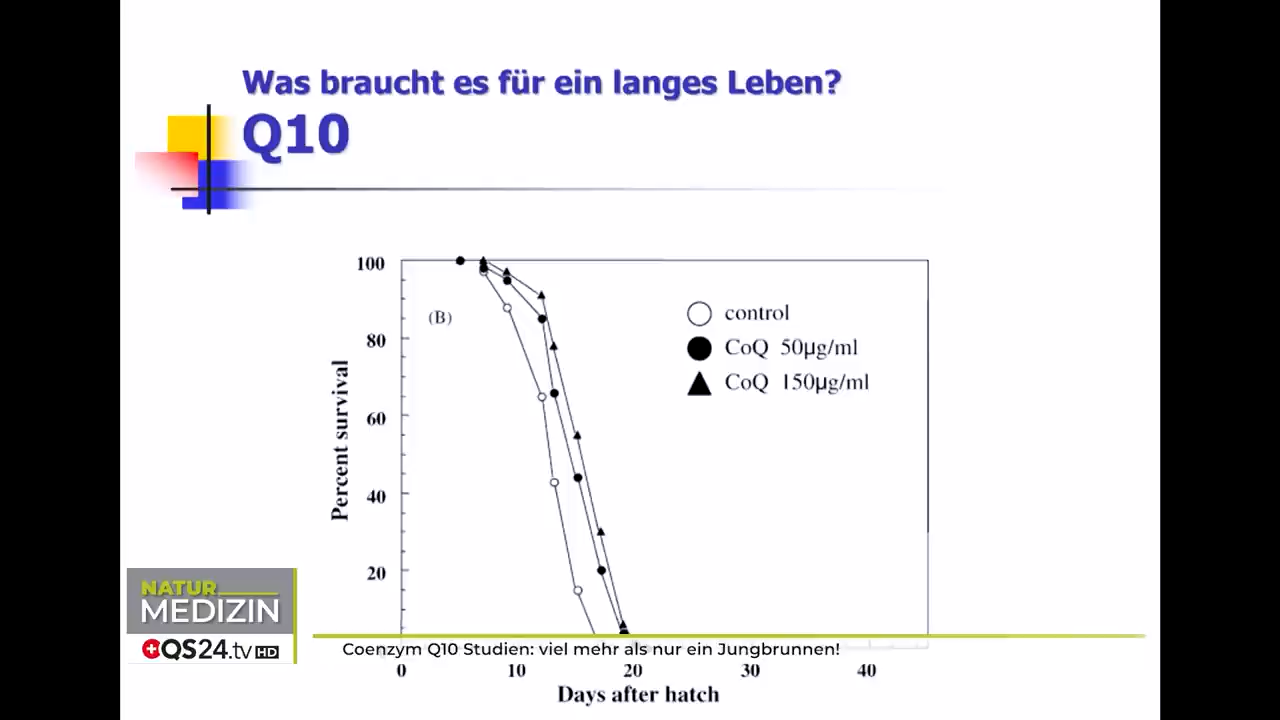 Was braucht es für ein langes Leben?
Q10
100
80
60
40
20
Percent survival
(B)
control
CoQ 50µg/ml
CoQ 150µg/ml
NATUR
MEDIZIN
QS24.tv HD
Coenzym Q10 Studien: viel mehr als nur ein Jungbrunnen!
0 10 20 30 40
Days after hatch